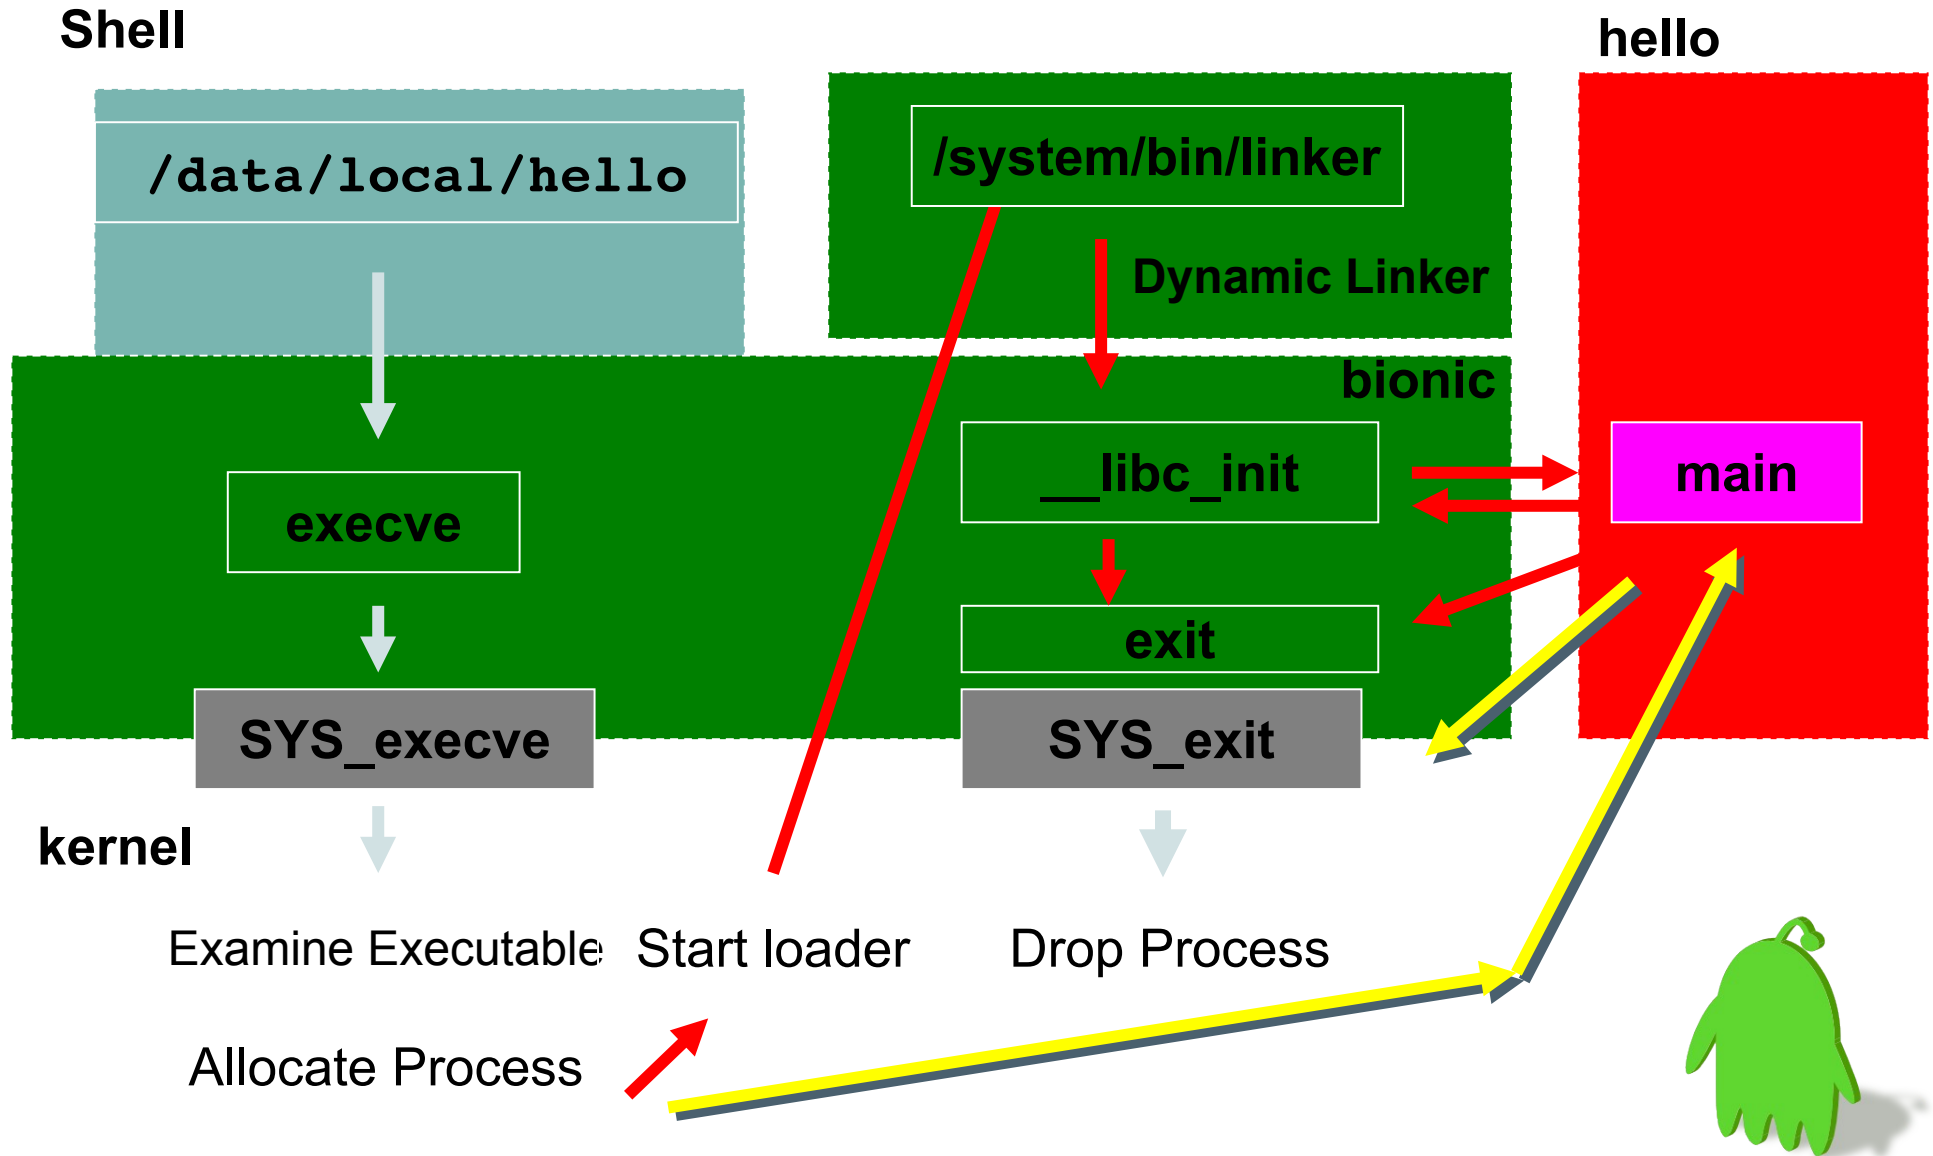 Shell
hello
/data/local/hello
/system/bin/linker
Dynamic Linker
bionic
__libc_init
main
execve
exit
SYS_execve
SYS_exit
kernel
Examine Executable
Start loader
Drop Process
Allocate Process